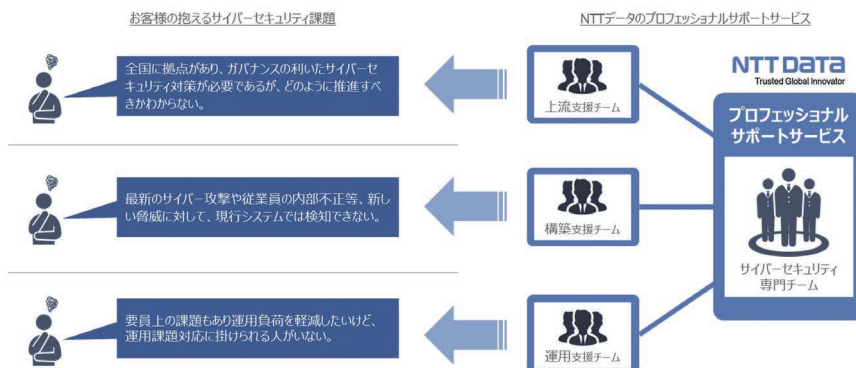 お客様の抱えるサイバーセキュリティ課題
NTTデータのプロフェッショナルサポートサービス
全国に拠点があり、ガバナンスの利いたサイバーセ
キュリティ対策が必要であるが、どのように推進すべ
きかわからない。
上流支援チーム
NTT DATA
Trusted Global Innovator
プロフェッショナル
サポートサービス
最新のサイバー攻撃や従業員の内部不正等、新し
い脅威に対して、現行システムでは検知できない。
構築支援チーム
サイバーセキュリティ
専門チーム
要員上の課題もあり運用負荷を軽減したいけど、
運用課題対応に掛けられる人がいない。
運用支援チーム